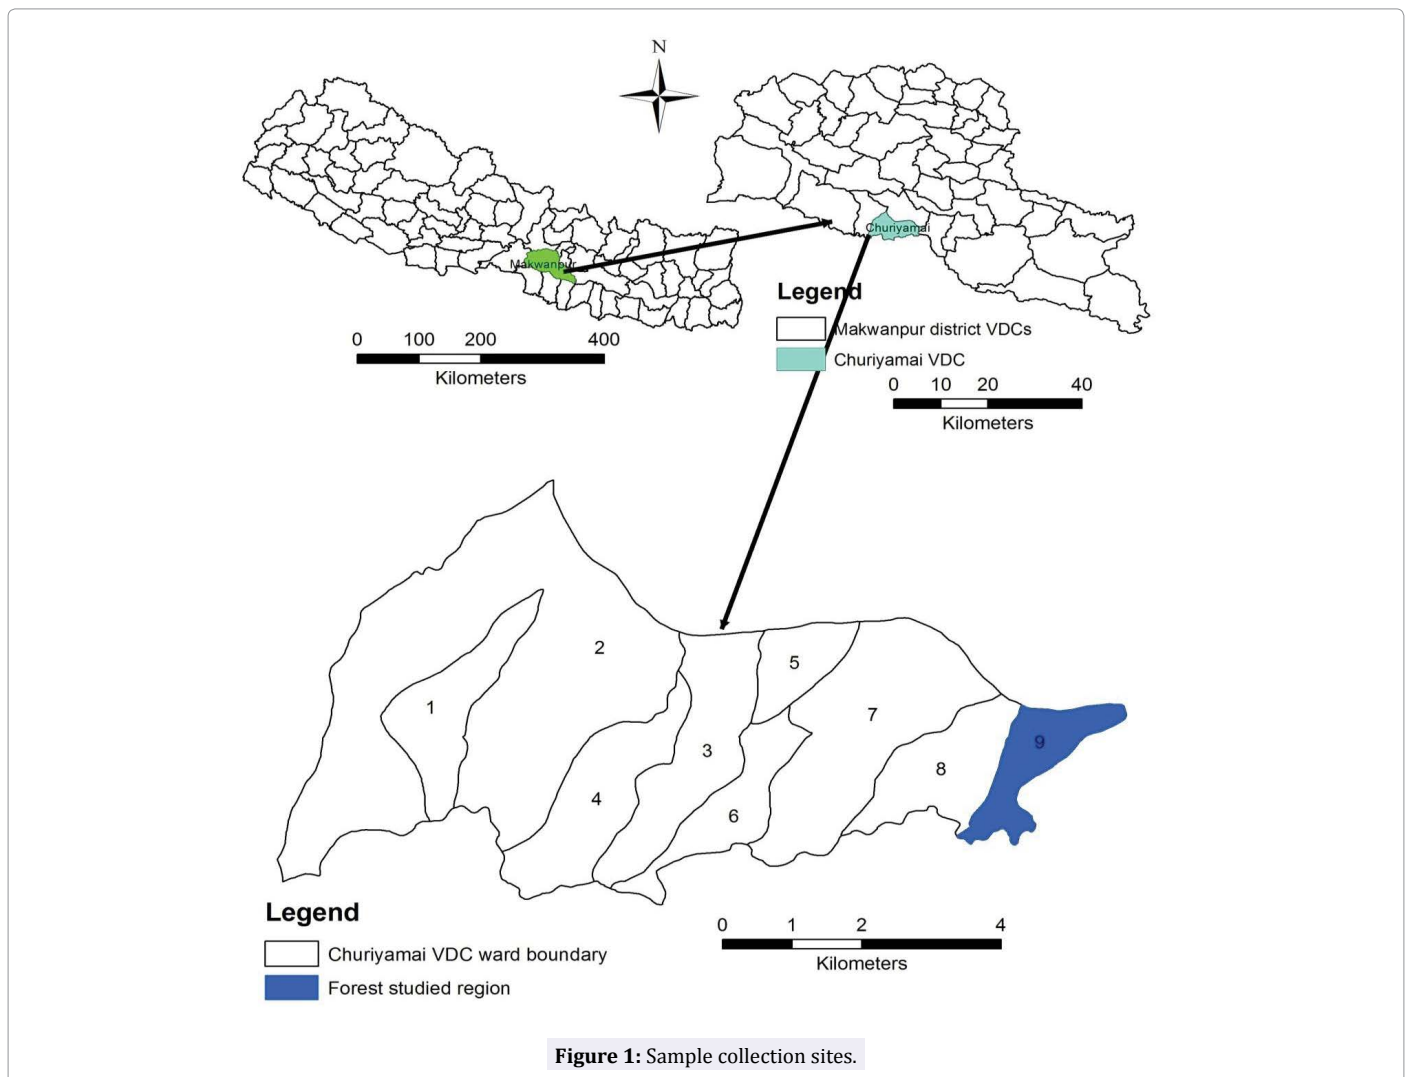 N
Makwanpur
Churiyamai
0 100 200 400
Kilometers
Legend
Makwanpur district VDCs
Churiyamai VDC
0 10 20 40
Kilometers
1
2
3
4
5
6
7
8
9
Legend
Churiyamai VDC ward boundary
Forest studied region
0 1 2 4
Kilometers
Figure 1: Sample collection sites.